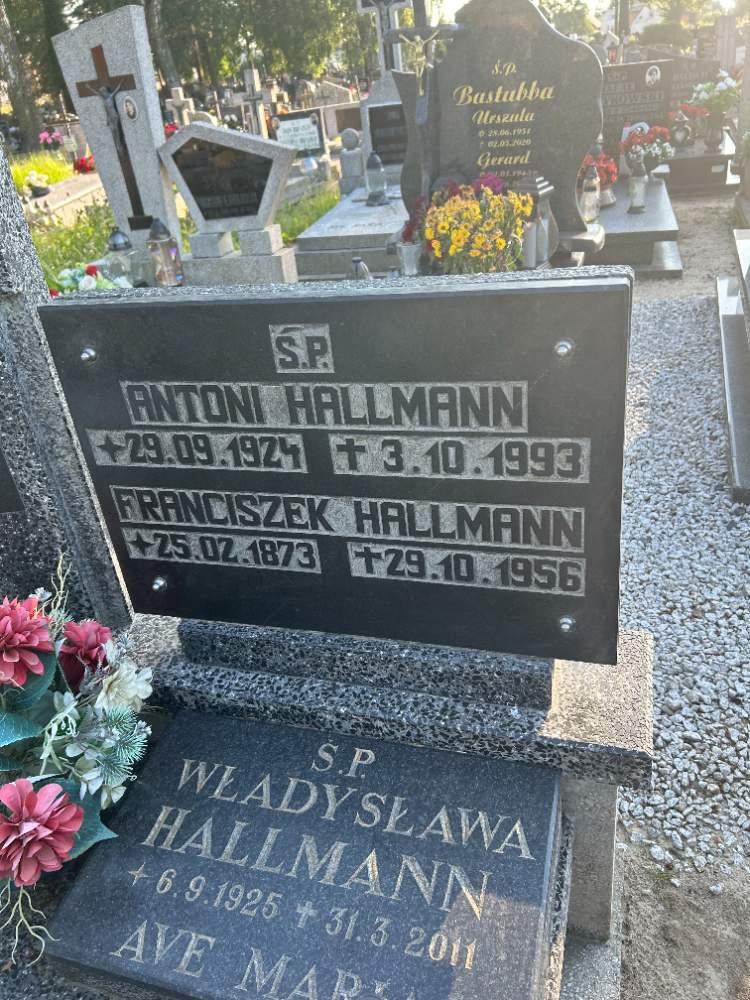 Ś.P.
Bastubba
Urszula
Gerard
Ś.P.
ANTONI HALLMANN
✦29.09.1924 ✝3.10.1993
FRANCISZEK HALLMANN
✦25.02.1873 ✝29.10.1956
Ś.P.
WŁADYSŁAWA
HALLMANN
✦6.9.1925 ✝31.3.2011
AVE MARIA